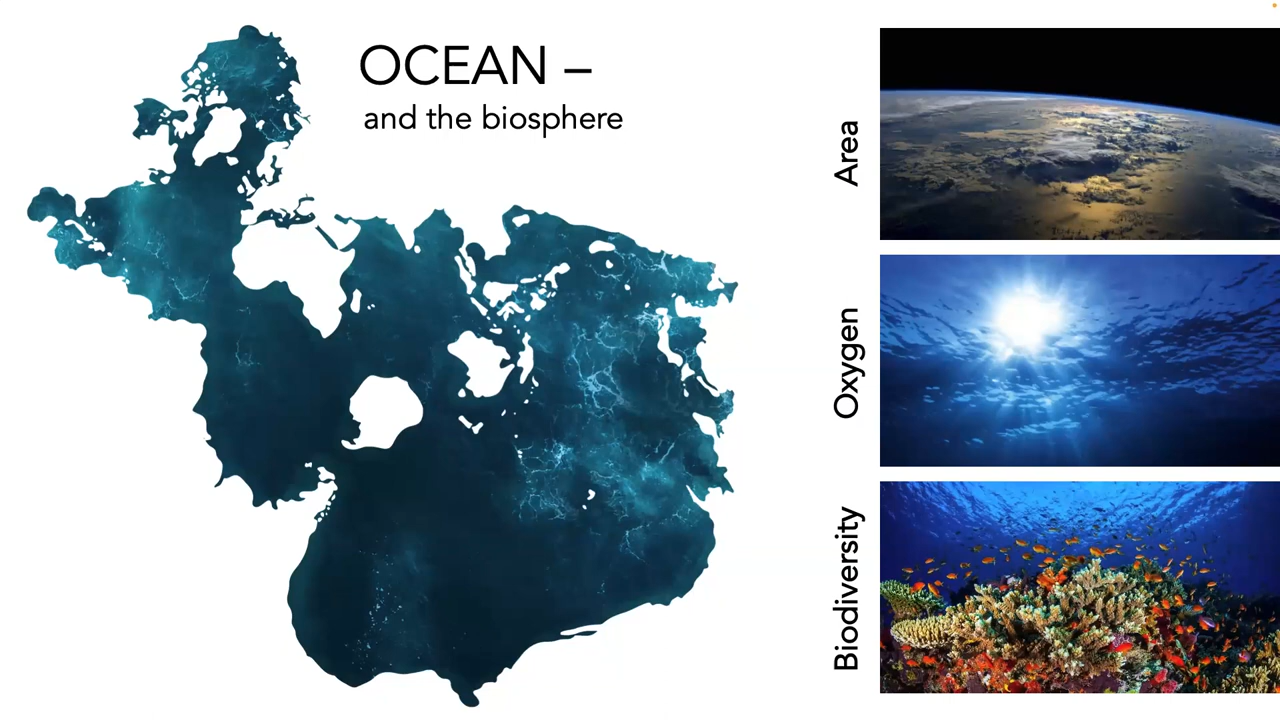 OCEAN –
and the biosphere
Area
Oxygen
Biodiversity